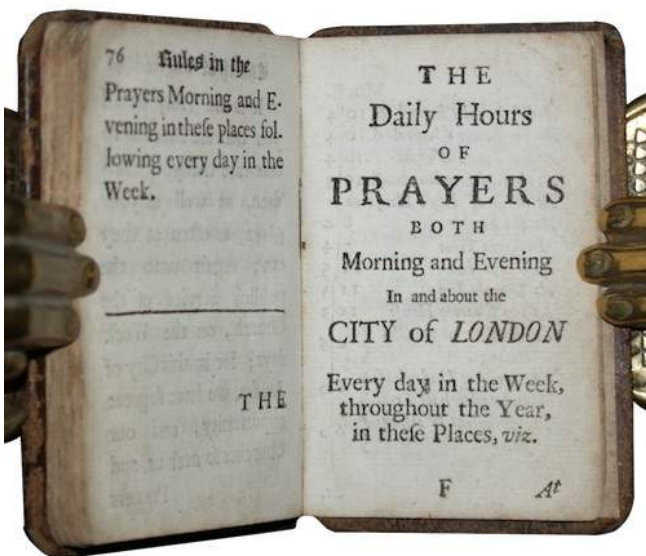 76 Rules in the
Prayers Morning and E-
vening in theſe places fol-
lowing every day in the
Week.
THE
THE
Daily Hours
OF
PRAYERS
BOTH
Morning and Evening
In and about the
CITY of LONDON
Every day in the Week,
throughout the Year,
in theſe Places, viz.
F At